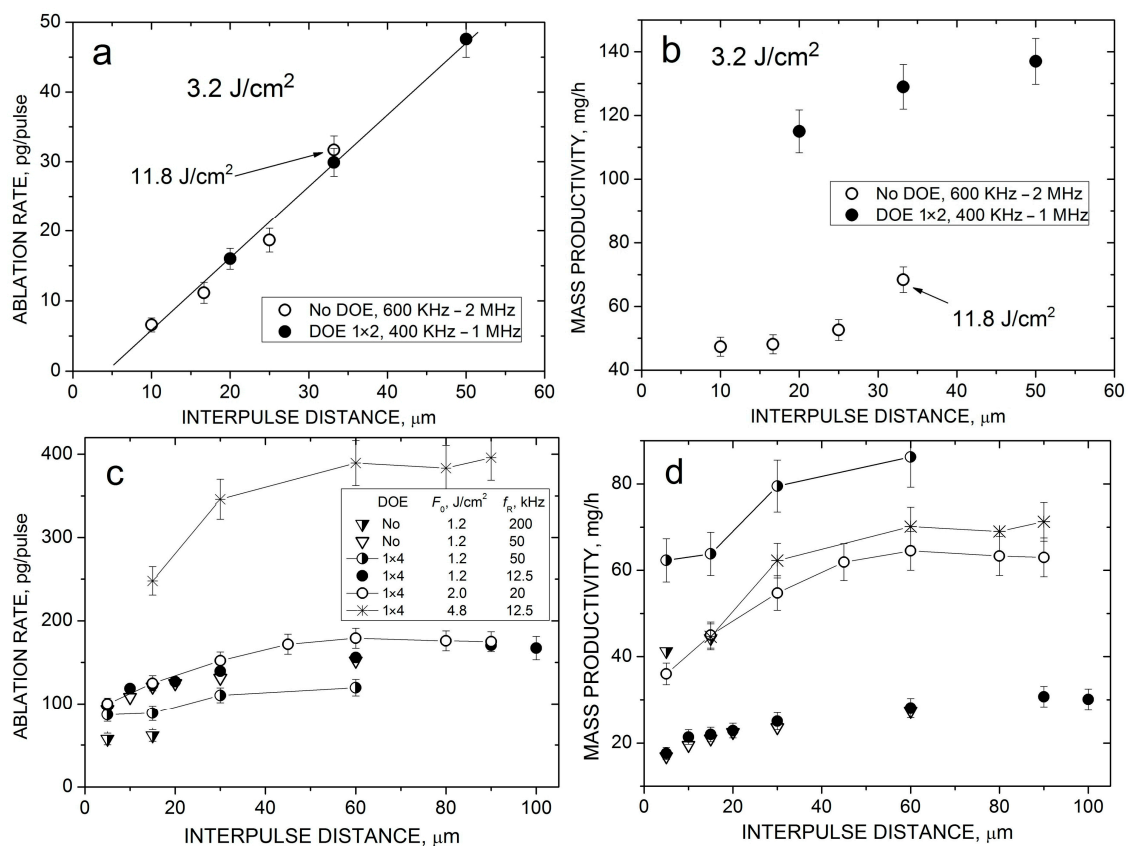 a
3.2 J/cm²
11.8 J/cm²
No DOE, 600 KHz – 2 MHz
DOE 1×2, 400 KHz – 1 MHz
ABLATION RATE, pg/pulse
50
40
30
20
10
0
0 10 20 30 40 50 60
INTERPULSE DISTANCE, μm
b
3.2 J/cm²
No DOE, 600 KHz – 2 MHz
DOE 1×2, 400 KHz – 1 MHz
11.8 J/cm²
MASS PRODUCTIVITY, mg/h
140
120
100
80
60
40
0 10 20 30 40 50 60
INTERPULSE DISTANCE, μm
c
DOE F₀, J/cm² fR, kHz
No 1.2 200
No 1.2 50
1×4 1.2 50
1×4 1.2 12.5
1×4 2.0 20
1×4 4.8 12.5
ABLATION RATE, pg/pulse
400
300
200
100
0
0 20 40 60 80 100
INTERPULSE DISTANCE, μm
d
MASS PRODUCTIVITY, mg/h
80
60
40
20
0 20 40 60 80 100
INTERPULSE DISTANCE, μm